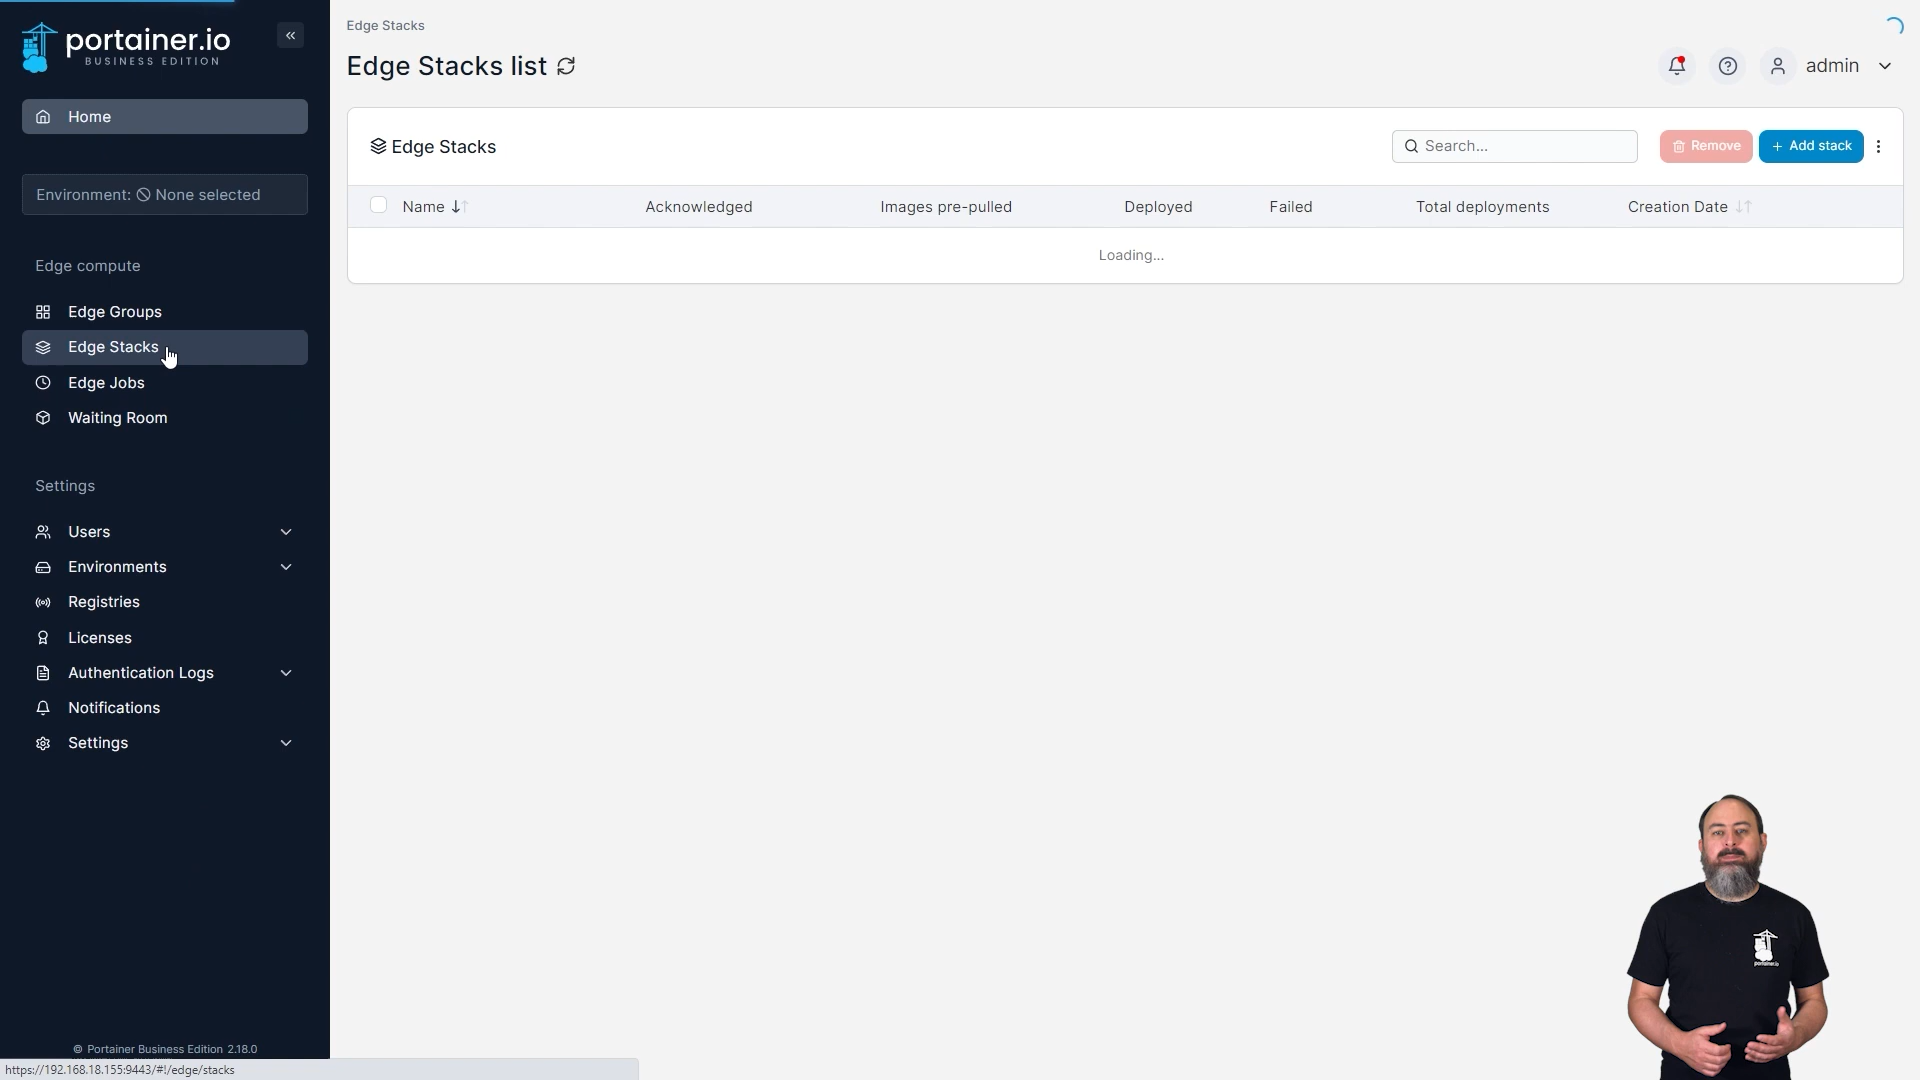 portainer.io
BUSINESS EDITION
Home
Environment: None selected
Edge compute
Edge Groups
Edge Stacks
Edge Jobs
Waiting Room
Settings
Users
Environments
Registries
Licenses
Authentication Logs
Notifications
Settings
© Portainer Business Edition 2.18.0
https://192.168.18.155:9443/#!/edge/stacks
Edge Stacks
Edge Stacks list
admin
Edge Stacks
Search...
Remove
+ Add stack
Name
Acknowledged
Images pre-pulled
Deployed
Failed
Total deployments
Creation Date
Loading...
portainer.io